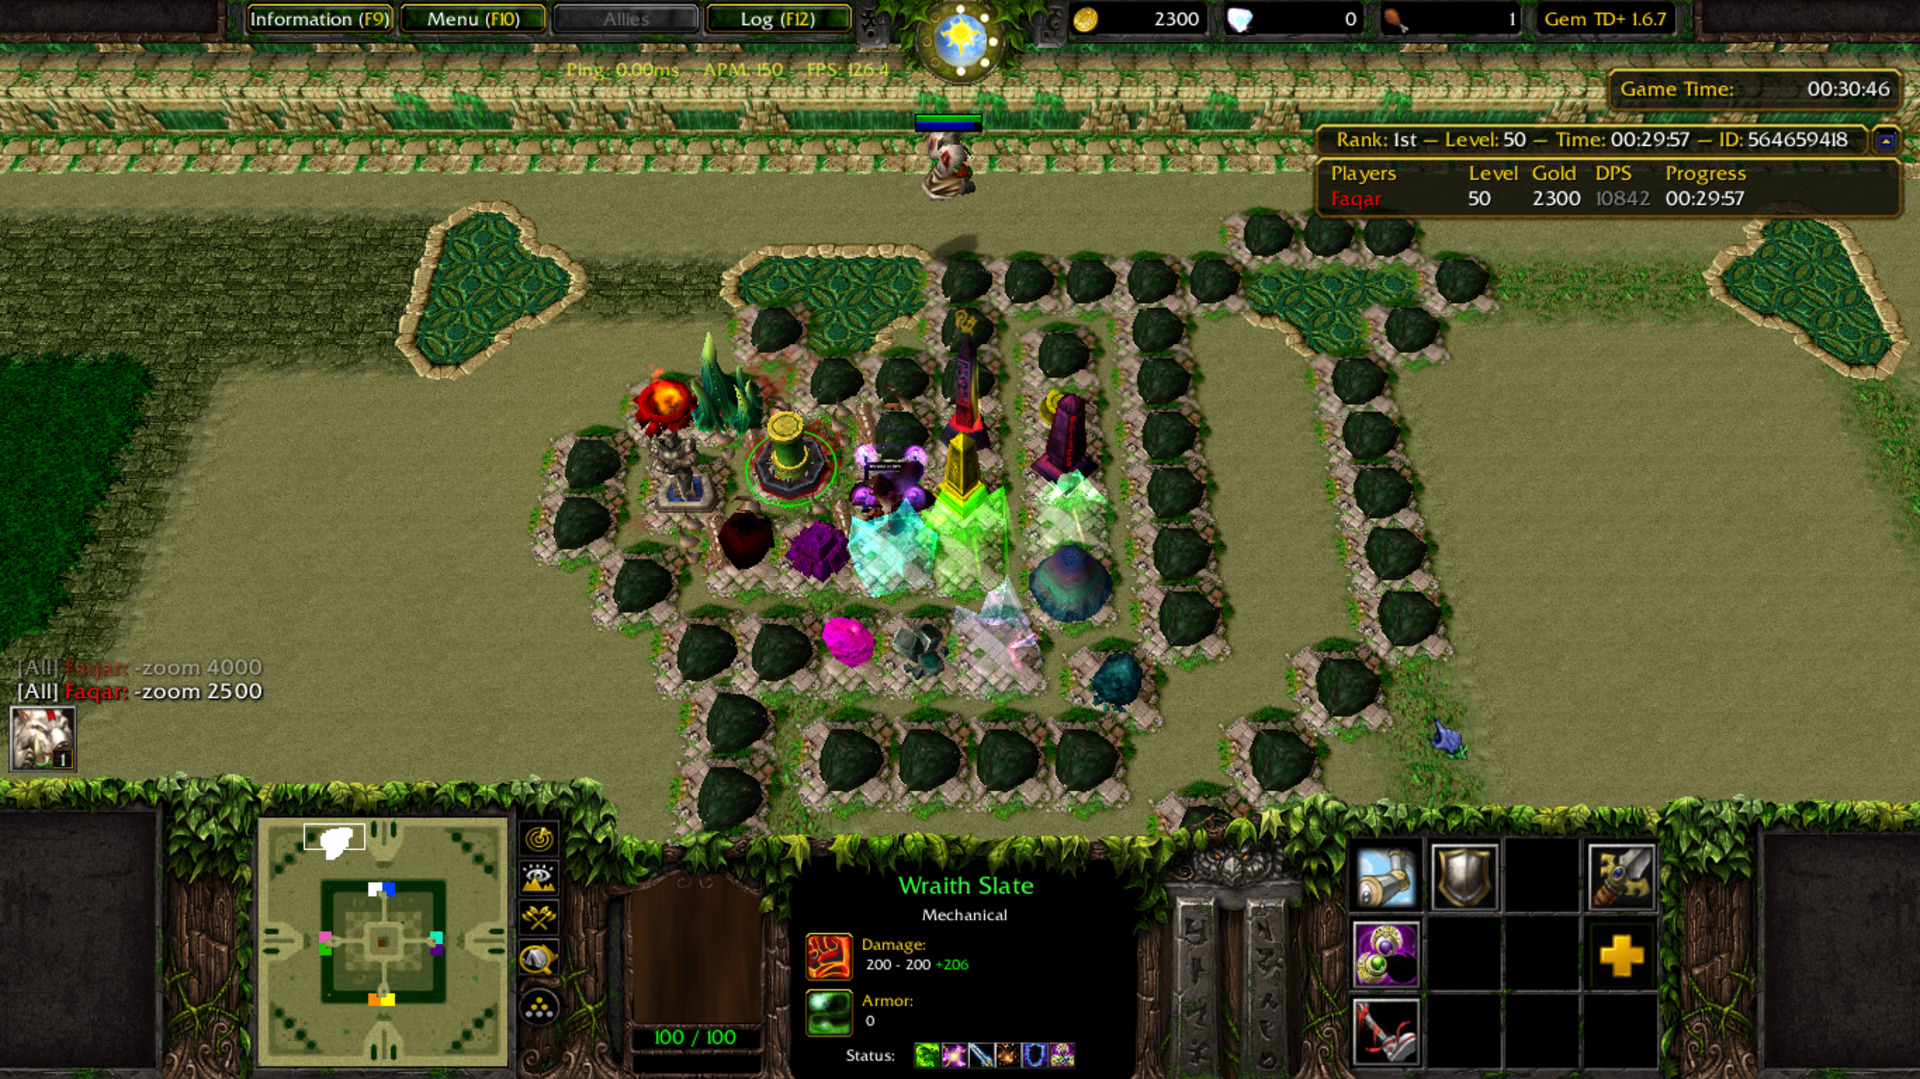 Information (F9)
Menu (F10)
Allies
Log (F12)
2300
0
1
Gem TD+ 1.6.7
Ping: 0.00ms APM: 150 FPS: 126.4
Game Time: 00:30:46
Rank: 1st — Level: 50 — Time: 00:29:57 — ID: 564659418
Players Level Gold DPS Progress
Faqar 50 2300 10842 00:29:57
[All] Faqar: -zoom 4000
[All] Faqar: -zoom 2500
1
Wraith Slate
Mechanical
Damage:
200 - 200 +206
Armor:
0
100 / 100
Status: